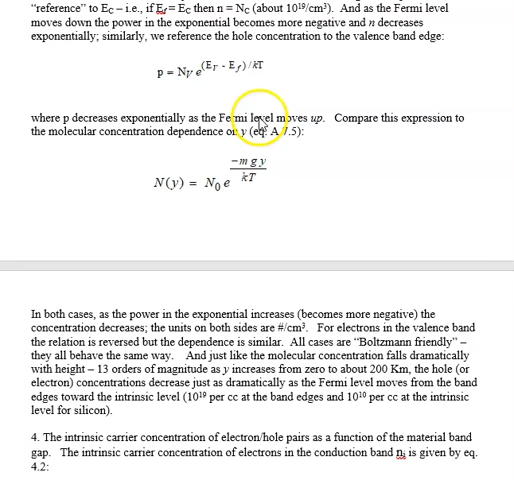 "reference" to EC – i.e., if Ef= EC then n = NC (about 10¹⁹/cm³). And as the Fermi level
moves down the power in the exponential becomes more negative and n decreases
exponentially; similarly, we reference the hole concentration to the valence band edge:
p = NV e(EV - Ef)/kT
where p decreases exponentially as the Fermi level moves up. Compare this expression to
the molecular concentration dependence on y (eq. A.7.5):
N(y) = N0 e -mgy/kT
In both cases, as the power in the exponential increases (becomes more negative) the
concentration decreases; the units on both sides are #/cm³. For electrons in the valence band
the relation is reversed but the dependence is similar. All cases are "Boltzmann friendly" –
they all behave the same way. And just like the molecular concentration falls dramatically
with height – 13 orders of magnitude as y increases from zero to about 200 Km, the hole (or
electron) concentrations decrease just as dramatically as the Fermi level moves from the band
edges toward the intrinsic level (10¹⁹ per cc at the band edges and 10¹⁰ per cc at the intrinsic
level for silicon).
4. The intrinsic carrier concentration of electron/hole pairs as a function of the material band
gap. The intrinsic carrier concentration of electrons in the conduction band ni is given by eq.
4.2: